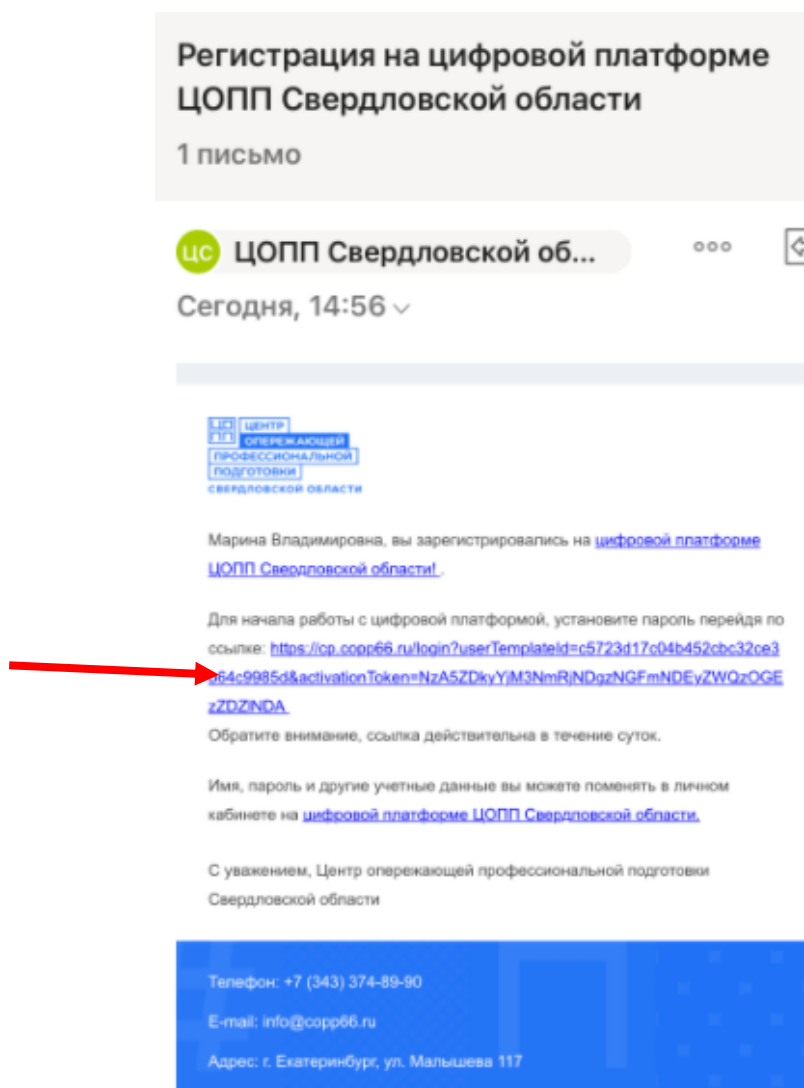 Регистрация на цифровой платформе
ЦОПП Свердловской области
1 письмо
ЦС ЦОПП Свердловской об...
Сегодня, 14:56
ЦО ЦЕНТР
ПП ОПЕРЕЖАЮЩЕЙ
ПРОФЕССИОНАЛЬНОЙ
ПОДГОТОВКИ
СВЕРДЛОВСКОЙ ОБЛАСТИ
Марина Владимировна, вы зарегистрировались на цифровой платформе
ЦОПП Свердловской области! .
Для начала работы с цифровой платформой, установите пароль перейдя по
ссылке: https://cp.copp66.ru/login?userTemplateId=c5723d17c04b452cbc32ce3
64c9985d&activationToken=NzA5ZDkyYjM3NmRjNDgzNGFmNDEyZWQzOGE
zZDZlNDA
Обратите внимание, ссылка действительна в течение суток.
Имя, пароль и другие учетные данные вы можете поменять в личном
кабинете на цифровой платформе ЦОПП Свердловской области.
С уважением, Центр опережающей профессиональной подготовки
Свердловской области
Телефон: +7 (343) 374-89-90
E-mail: info@copp66.ru
Адрес: г. Екатеринбург, ул. Малышева 117